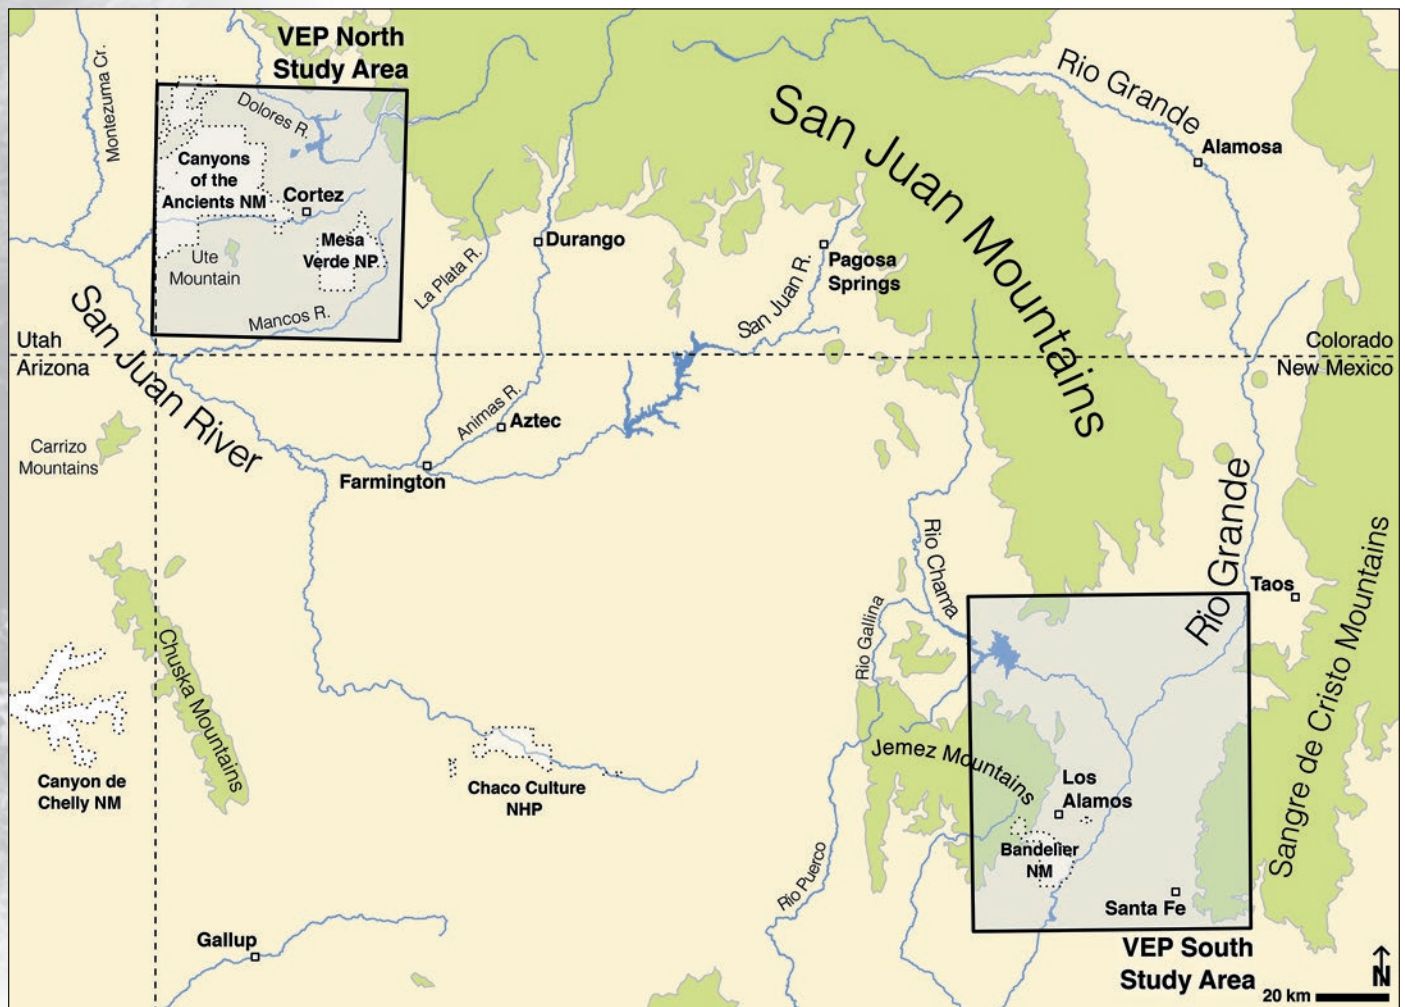 VEP North
Study Area
Montezuma Cr.
Dolores R.
Canyons
of the
Ancients NM
Cortez
Mesa
Verde NP
Ute
Mountain
Mancos R.
La Plata R.
Durango
San Juan R.
Pagosa
Springs
San Juan Mountains
Rio Grande
Alamosa
Utah
Arizona
Colorado
New Mexico
San Juan River
Carrizo
Mountains
Animas R.
Aztec
Farmington
Rio Chama
Rio Gallina
Rio Grande
Taos
Sangre de Cristo Mountains
Chuska Mountains
Canyon de
Chelly NM
Chaco Culture
NHP
Jemez Mountains
Los
Alamos
Bandelier
NM
Rio Puerco
Santa Fe
Gallup
VEP South
Study Area
N
20 km